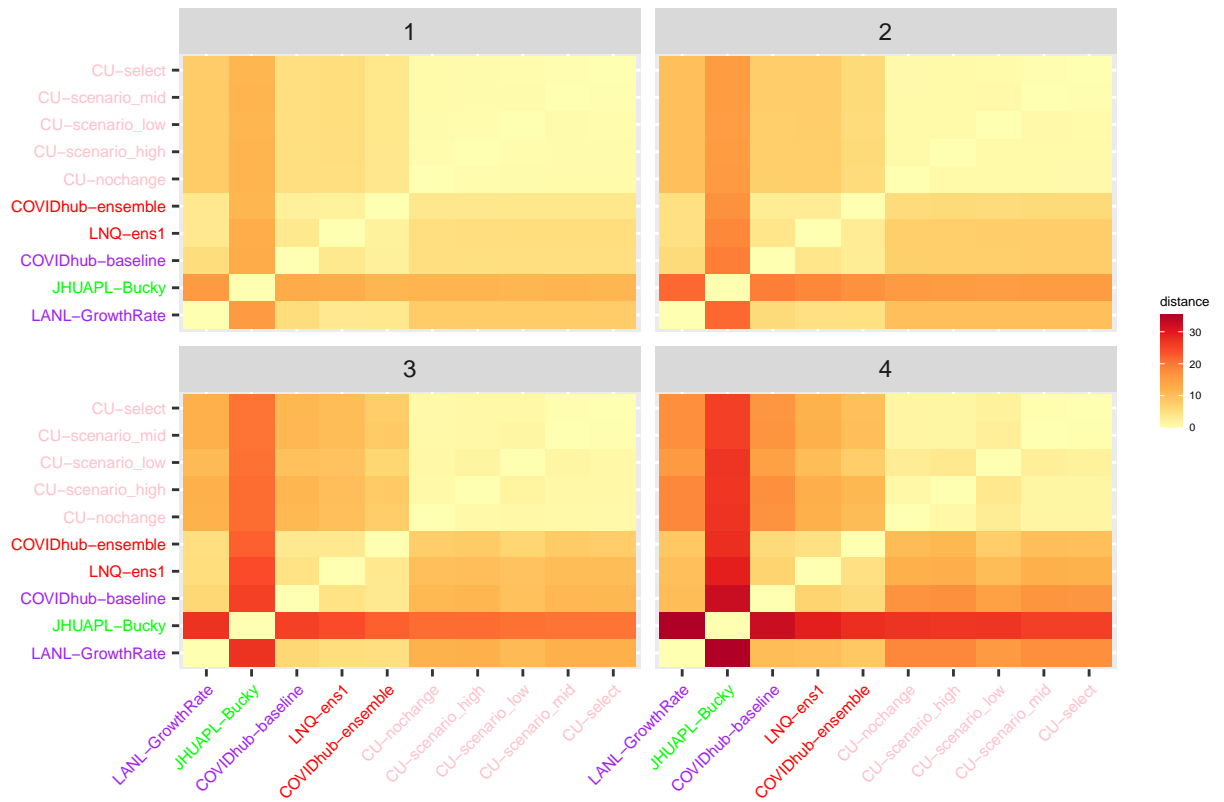 1
2
CU−select
CU−scenario_mid
CU−scenario_low
CU−scenario_high
CU−nochange
COVIDhub−ensemble
LNQ−ens1
COVIDhub−baseline
JHUAPL−Bucky
LANL−GrowthRate
distance
30
20
10
0
3
4
CU−select
CU−scenario_mid
CU−scenario_low
CU−scenario_high
CU−nochange
COVIDhub−ensemble
LNQ−ens1
COVIDhub−baseline
JHUAPL−Bucky
LANL−GrowthRate
LANL−GrowthRate
JHUAPL−Bucky
COVIDhub−baseline
LNQ−ens1
COVIDhub−ensemble
CU−nochange
CU−scenario_high
CU−scenario_low
CU−scenario_mid
CU−select
LANL−GrowthRate
JHUAPL−Bucky
COVIDhub−baseline
LNQ−ens1
COVIDhub−ensemble
CU−nochange
CU−scenario_high
CU−scenario_low
CU−scenario_mid
CU−select